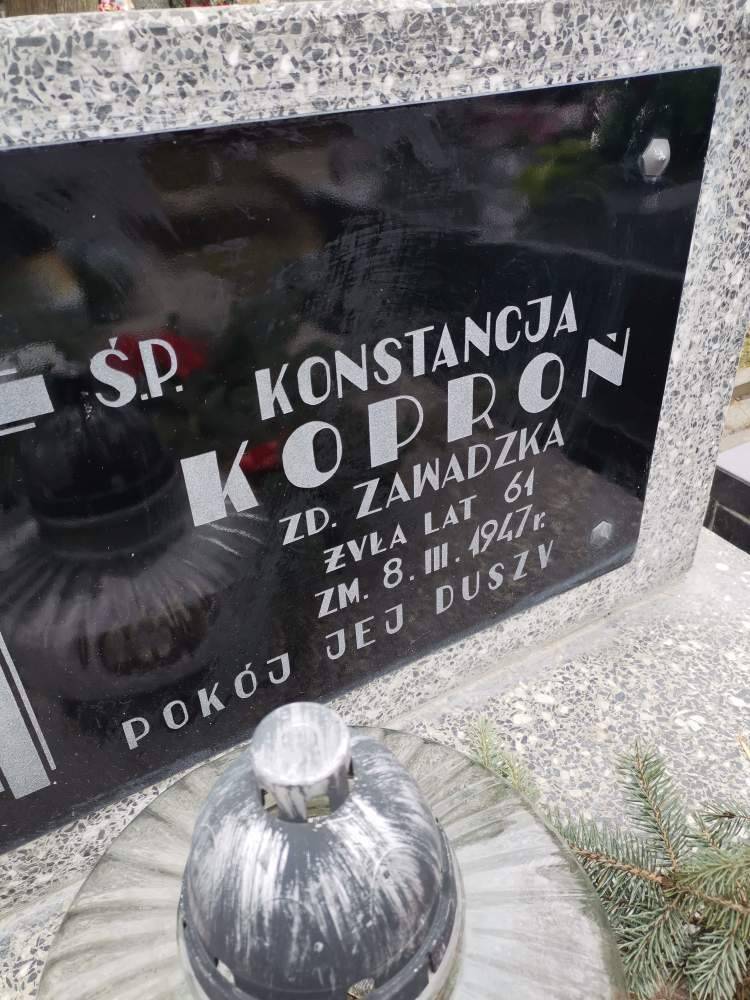 Ś.P. KONSTANCJA
KOPROŃ
ZD. ZAWADZKA
ŻYŁA LAT 61
ZM. 8. III. 1947 r.
POKÓJ JEJ DUSZY